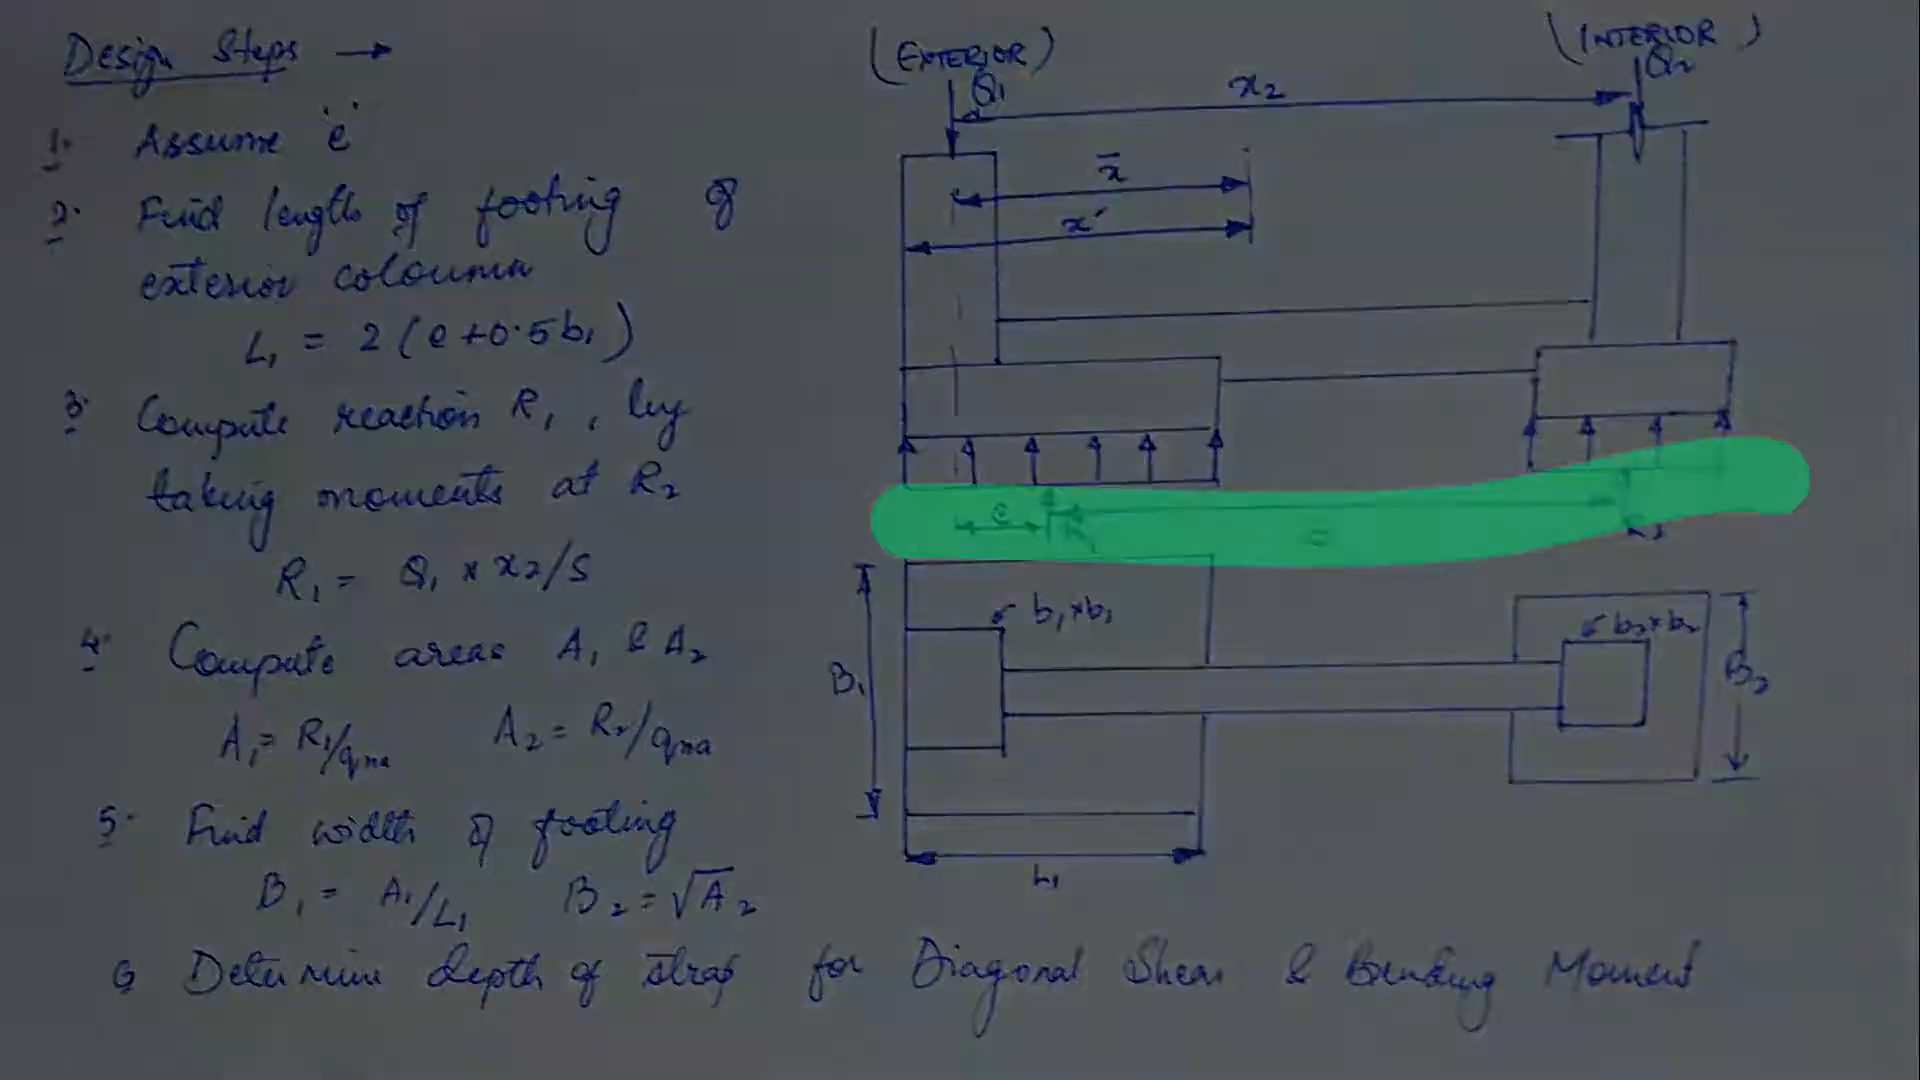 Design Steps →
1. Assume 'e'
2. Find length of footing of
exterior coloumn
L₁ = 2(e+0.5b₁)
3. Compute reaction R₁, by
taking moments at R₂
R₁ = Q₁ × x₂/S
4. Compute areas A₁ & A₂
A₁ = R₁/qna A₂ = R₂/qna
5. Find width of footing
B₁ = A₁/L₁ B₂ = √A₂
6 Determine depth of strap for Diagonal Shear & Bending Moment
(EXTERIOR)
(INTERIOR)
Q₁
Q₂
x₂
x̄
x′
e
R₁
b₁×b₁
b₂×b₂
B₁
B₂
L₁